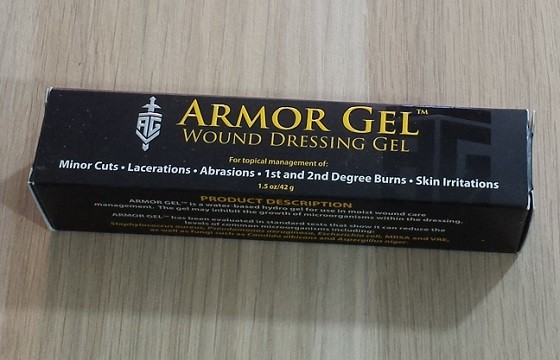 ARMOR GEL™
WOUND DRESSING GEL
For topical management of:
Minor Cuts • Lacerations • Abrasions • 1st and 2nd Degree Burns • Skin Irritations
1.5 oz/42 g
PRODUCT DESCRIPTION
ARMOR GEL™ is a water-based hydro gel for use in moist wound care
management. The gel may inhibit the growth of microorganisms within the dressing.
ARMOR GEL™ has been evaluated in standard tests that show it can reduce the
levels of common microorganisms including:
Staphylococcus aureus, Pseudomonas aeruginosa, Escherichia coli, MRSA and VRE,
as well as fungi such as Candida albicans and Aspergillus niger.
AG